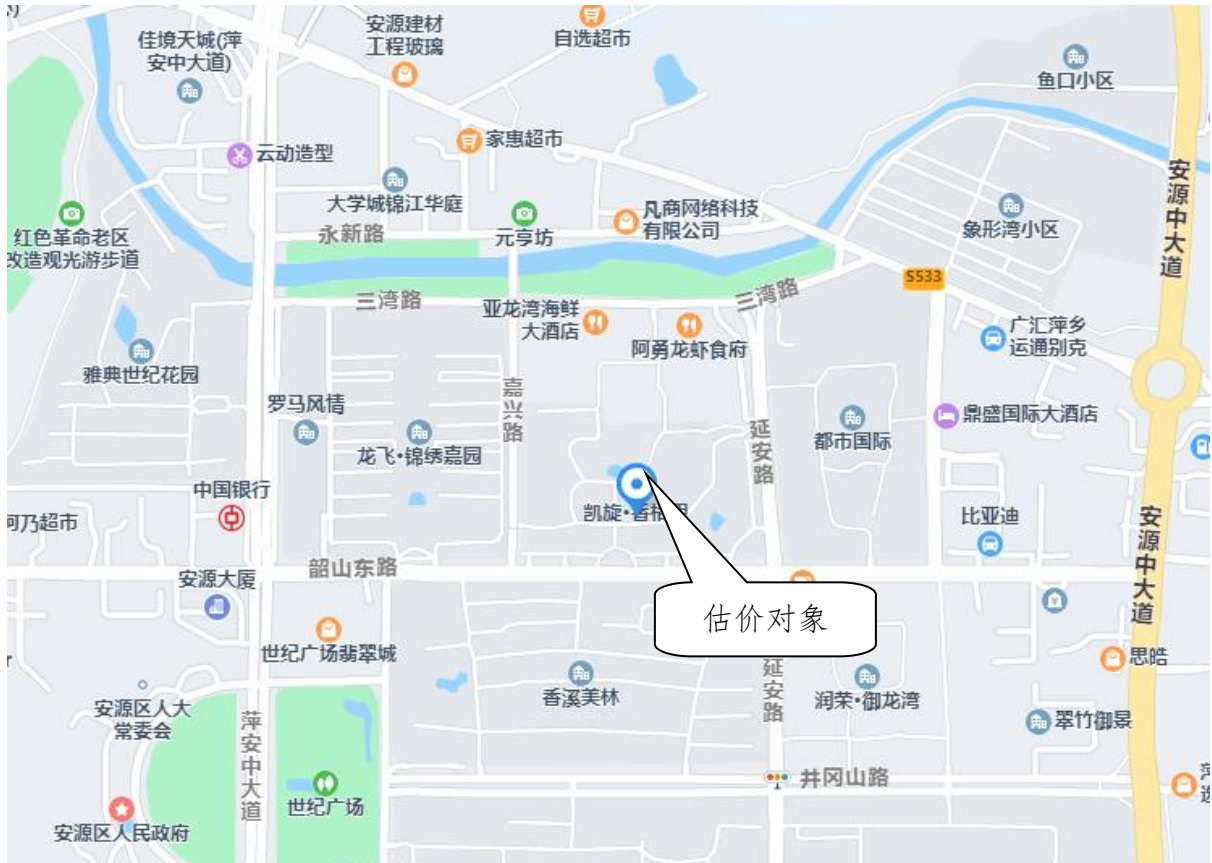 安源建材
工程玻璃
自选超市
佳境天城(萍
安中大道)
鱼口小区
家惠超市
云动造型
大学城锦江华庭
凡商网络科技
有限公司
象形湾小区
安源中大道
红色革命老区
改造观光游步道
永新路
元亨坊
S533
三湾路
三湾路
亚龙湾海鲜
大酒店
阿勇龙虾食府
广汇萍乡
运通别克
雅典世纪花园
嘉兴路
罗马风情
龙飞·锦绣嘉园
延安路
都市国际
鼎盛国际大酒店
中国银行
凯旋·香
比亚迪
乃超市
安源中大道
韶山东路
安源大厦
估价对象
世纪广场翡翠城
思皓
香溪美林
延安路
润荣·御龙湾
安源区人大
常委会
萍安中大道
翠竹御景
井冈山路
世纪广场
安源区人民政府